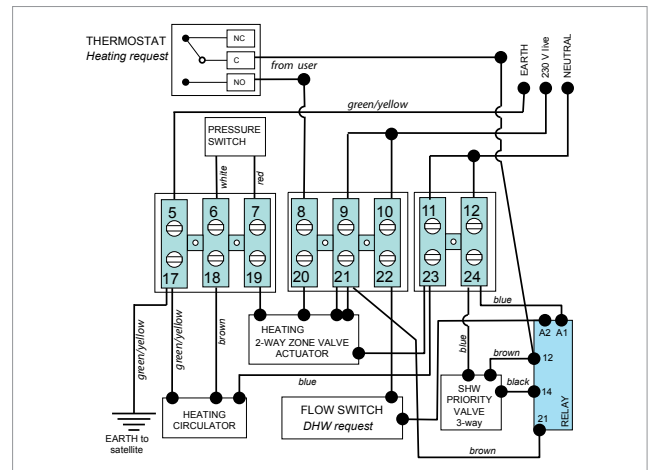 THERMOSTAT
Heating request
NC
C
NO
from user
EARTH
230 V live
NEUTRAL
green/yellow
PRESSURE
SWITCH
white
red
5
6
7
8
9
10
11
12
17
18
19
20
21
22
23
24
green/yellow
green/yellow
brown
HEATING
2-WAY ZONE VALVE
ACTUATOR
blue
blue
blue
A2
A1
brown
12
black
14
21
RELAY
SHW
PRIORITY
VALVE
3-way
HEATING
CIRCULATOR
FLOW SWITCH
DHW request
EARTH to
satellite
brown